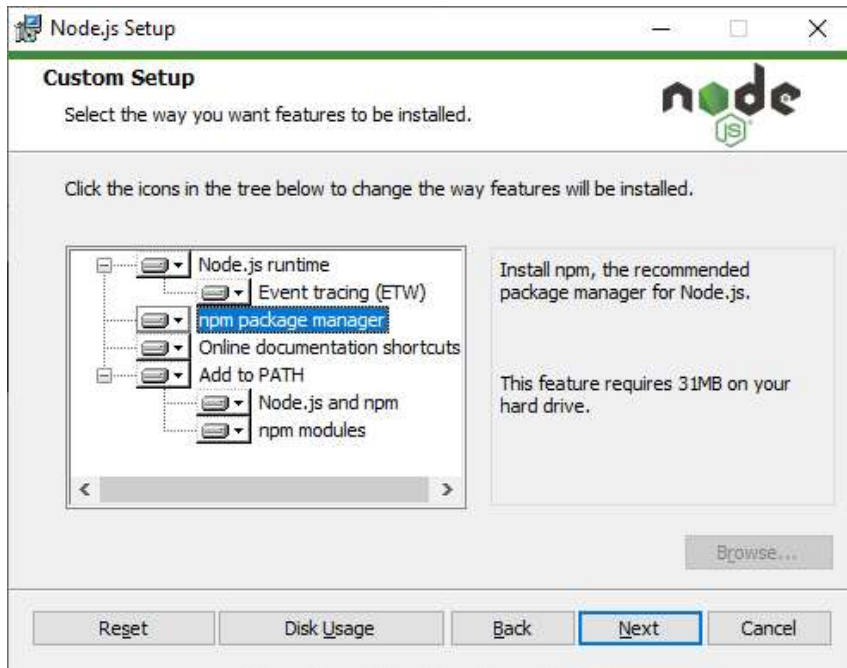 Node.js Setup
Custom Setup
Select the way you want features to be installed.
node
JS
Click the icons in the tree below to change the way features will be installed.
Node.js runtime
Event tracing (ETW)
npm package manager
Online documentation shortcuts
Add to PATH
Node.js and npm
npm modules
Install npm, the recommended
package manager for Node.js.
This feature requires 31MB on your
hard drive.
Browse...
Reset
Disk Usage
Back
Next
Cancel